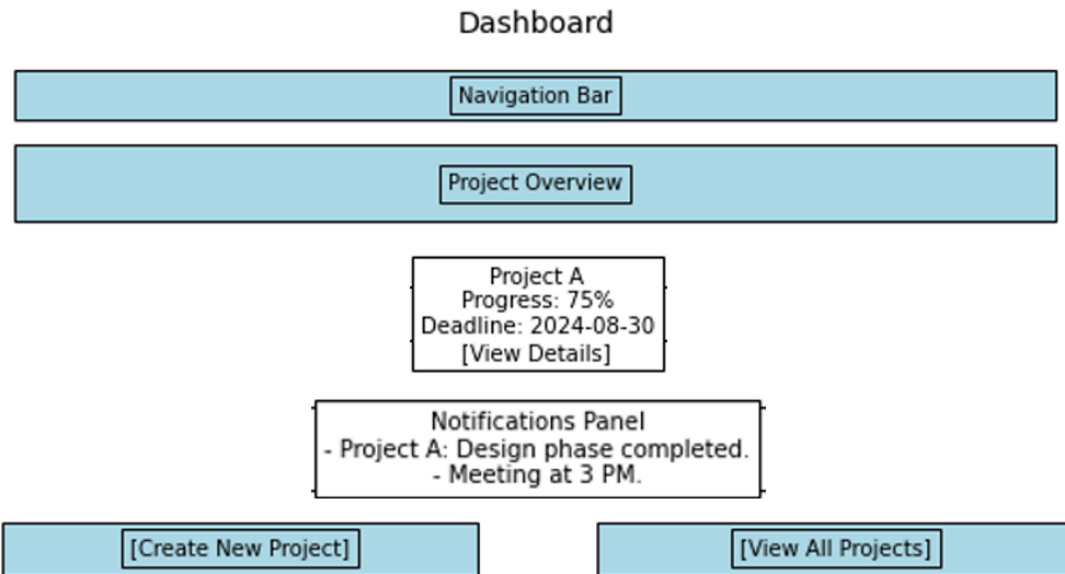 Dashboard
Navigation Bar
Project Overview
Project A
Progress: 75%
Deadline: 2024-08-30
[View Details]
Notifications Panel
- Project A: Design phase completed.
- Meeting at 3 PM.
[Create New Project]
[View All Projects]